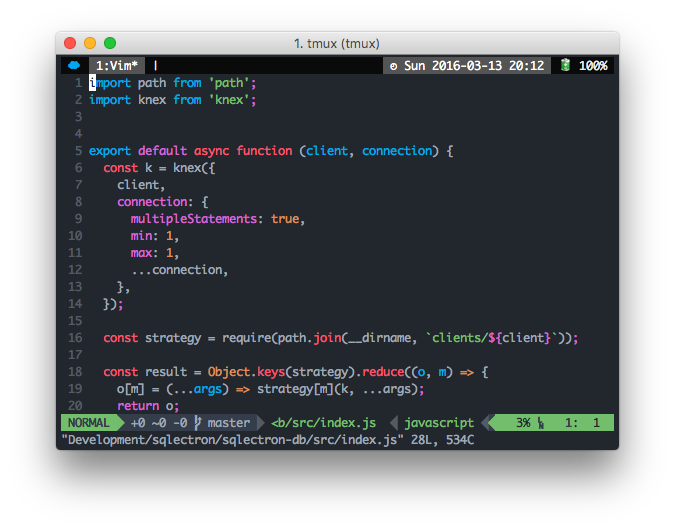 1. tmux (tmux)
1:Vim* Sun 2016-03-13 20:12 100%
1 import path from 'path';
2 import knex from 'knex';
3
4
5 export default async function (client, connection) {
6   const k = knex({
7     client,
8     connection: {
9       multipleStatements: true,
10       min: 1,
11       max: 1,
12       ...connection,
13     },
14   });
15
16   const strategy = require(path.join(__dirname, `clients/${client}`));
17
18   const result = Object.keys(strategy).reduce((o, m) => {
19     o[m] = (...args) => strategy[m](k, ...args);
20     return o;
NORMAL +0 ~0 -0 master <b/src/index.js javascript 3% 1: 1
"Development/sqlectron/sqlectron-db/src/index.js" 28L, 534C